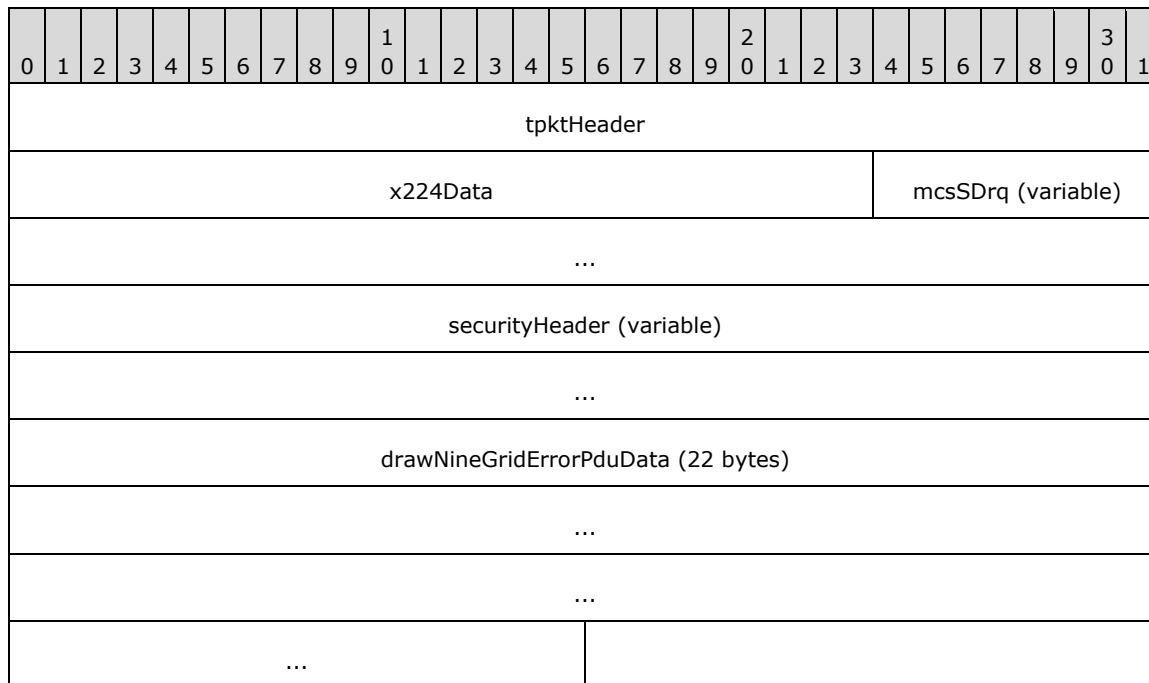 1 2 3
0 1 2 3 4 5 6 7 8 9 0 1 2 3 4 5 6 7 8 9 0 1 2 3 4 5 6 7 8 9 0 1
tpktHeader
x224Data mcsSDrq (variable)
...
securityHeader (variable)
...
drawNineGridErrorPduData (22 bytes)
...
...
...